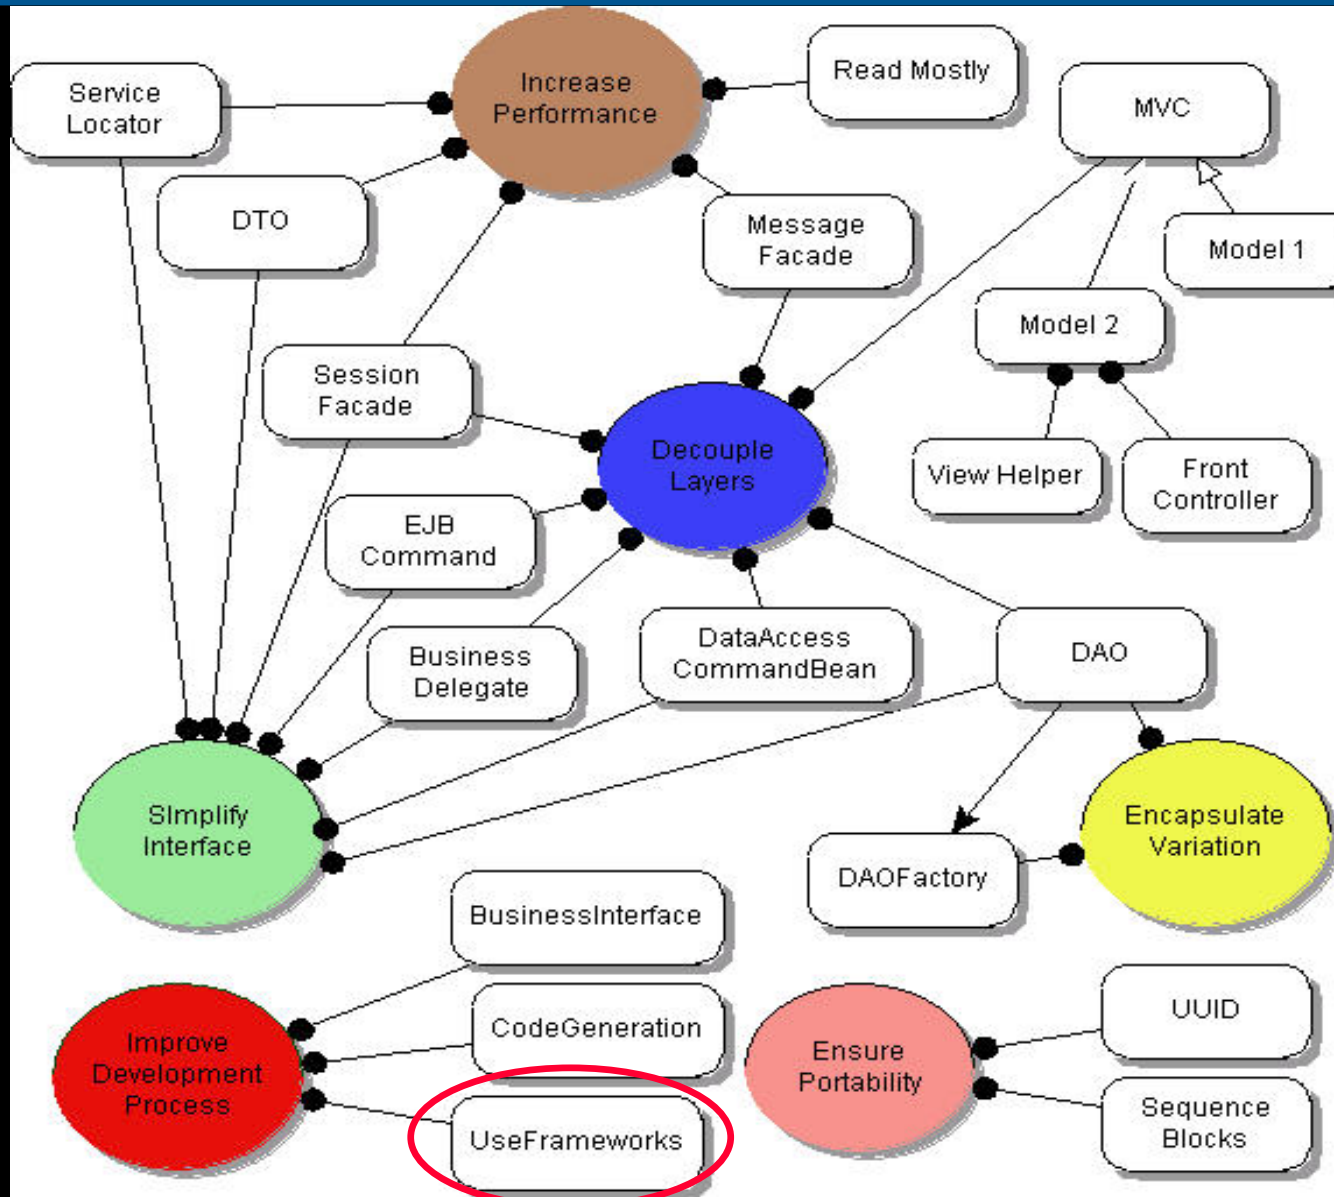 Increase
Performance
Read Mostly
Service
Locator
MVC
DTO
Message
Facade
Model 1
Model 2
Session
Facade
Decouple
Layers
View Helper
Front
Controller
EJB
Command
Business
Delegate
DataAccess
CommandBean
DAO
SImplify
Interface
Encapsulate
Variation
DAOFactory
BusinessInterface
Improve
Development
Process
CodeGeneration
UseFrameworks
Ensure
Portability
UUID
Sequence
Blocks